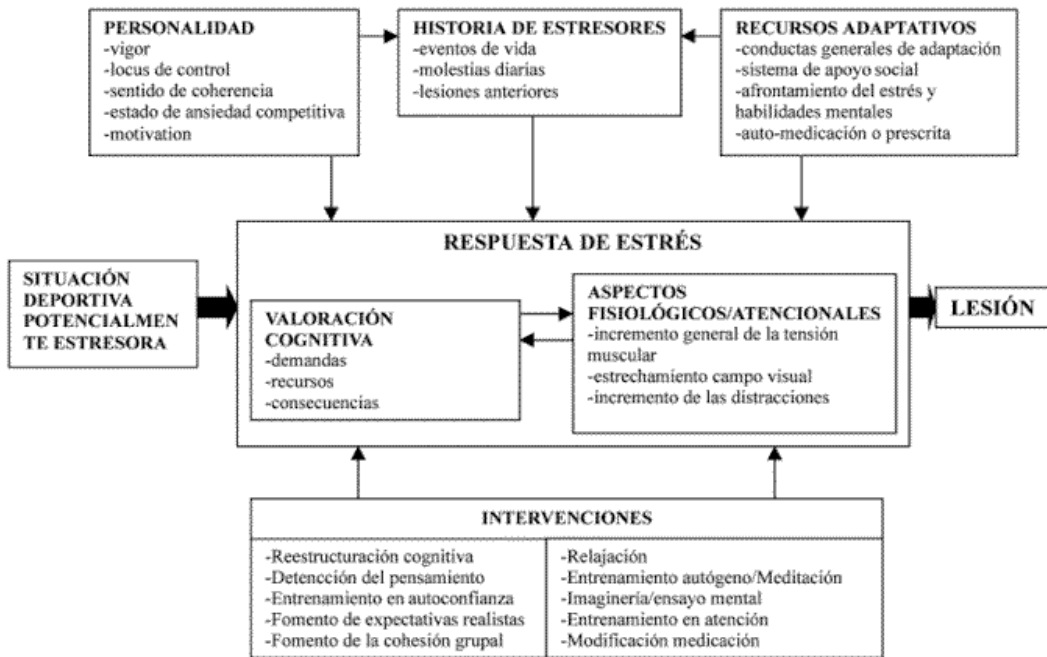 PERSONALIDAD
-vigor
-locus de control
-sentido de coherencia
-estado de ansiedad competitiva
-motivation
HISTORIA DE ESTRESORES
-eventos de vida
-molestias diarias
-lesiones anteriores
RECURSOS ADAPTATIVOS
-conductas generales de adaptación
-sistema de apoyo social
-afrontamiento del estrés y
habilidades mentales
-auto-medicación o prescrita
RESPUESTA DE ESTRÉS
SITUACIÓN
DEPORTIVA
POTENCIALMEN
TE ESTRESORA
VALORACIÓN
COGNITIVA
-demandas
-recursos
-consecuencias
ASPECTOS
FISIOLÓGICOS/ATENCIONALES
-incremento general de la tensión
muscular
-estrechamiento campo visual
-incremento de las distracciones
LESIÓN
INTERVENCIONES
-Reestructuración cognitiva
-Detencción del pensamiento
-Entrenamiento en autoconfianza
-Fomento de expectativas realistas
-Fomento de la cohesión grupal
-Relajación
-Entrenamiento autógeno/Meditación
-Imaginería/ensayo mental
-Entrenamiento en atención
-Modificación medicación